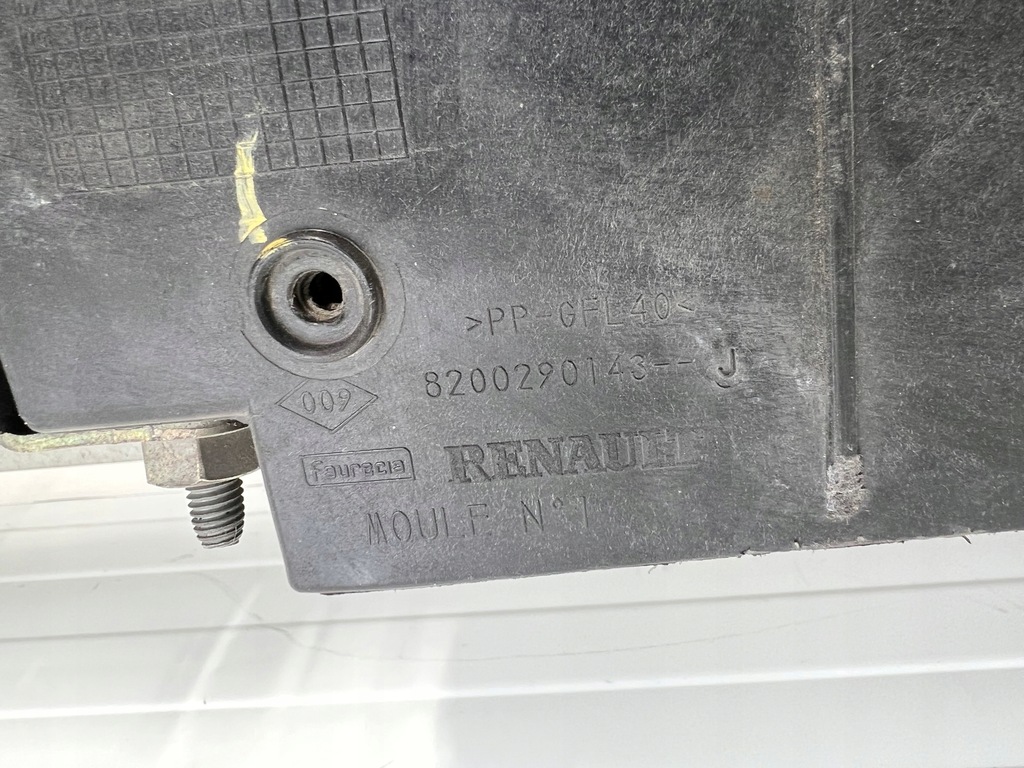 >PP-GFL40<
8200290143-- J
009
faurecia
RENAULT
MOULE N°1